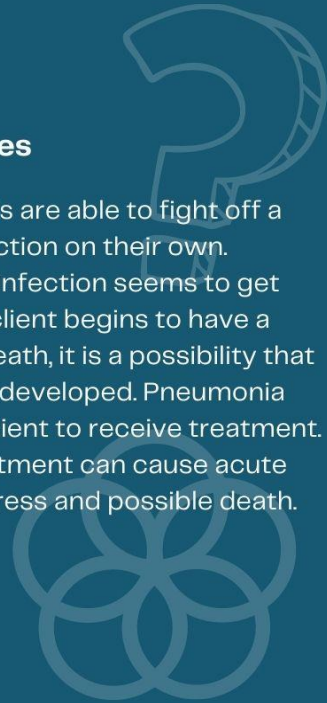 es
s are able to fight off a
ction on their own.
nfection seems to get
client begins to have a
eath, it is a possibility that
developed. Pneumonia
ient to receive treatment.
tment can cause acute
ress and possible death.